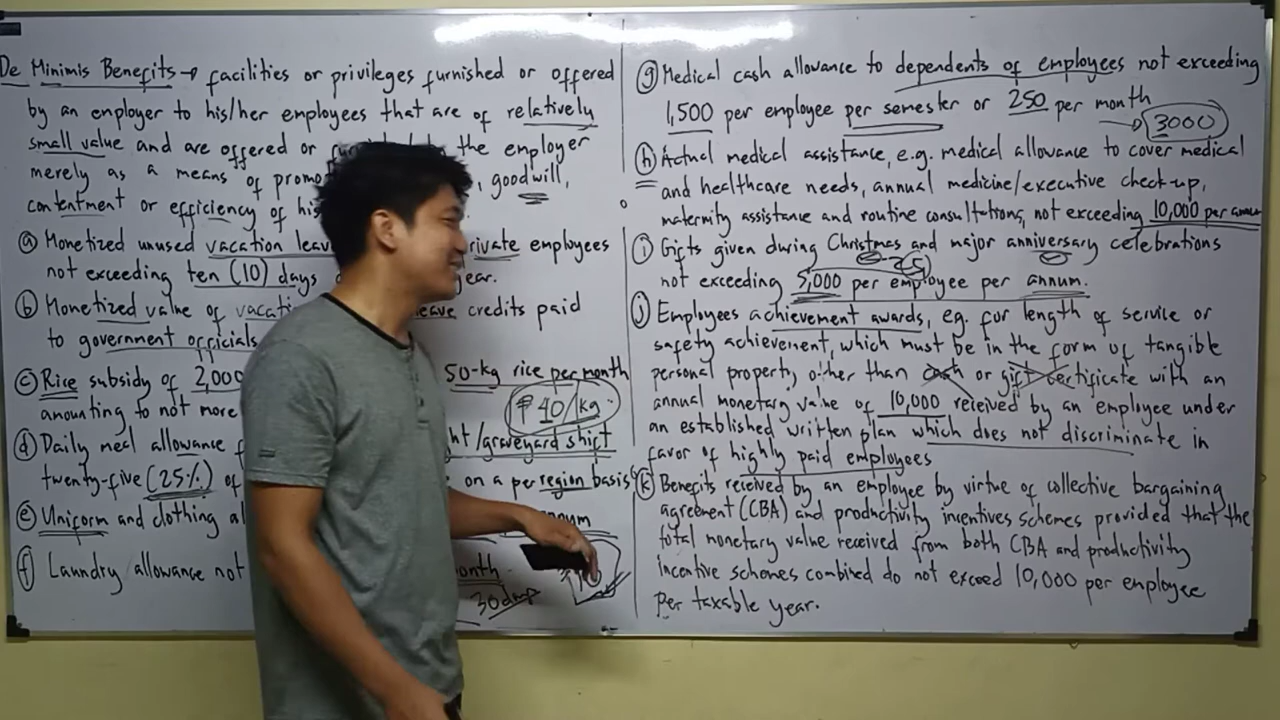 De Minimis Benefits → facilities or privileges furnished or offered
by an employer to his/her employees that are of relatively
small value and are offered or the employer
merely as a means of , goodwill,
contentment or efficiency of his
(a) Monetized unused vacation employees
not exceeding ten (10) days
(b) Monetized value of leave credits paid
to government officials
(c) Rice subsidy of 2,000 50-kg rice per month
amounting to not more ₱40/kg
(d) Daily meal allowance /graveyard shift
twenty-five (25%) of on a per region basis
(e) Uniform and clothing
(f) Laundry allowance not
30
(g) Medical cash allowance to dependents of employees not exceeding
1,500 per employee per semester or 250 per month
→ 3000
(h) Actual medical assistance, e.g. medical allowance to cover medical
and healthcare needs, annual medicine/executive check-up,
maternity assistance and routine consultations, not exceeding 10,000 per
(i) Gifts given during Christmas and major anniversary celebrations
not exceeding 5,000 per employee per annum.
(j) Employees achievement awards, eg. for length of service or
safety achievement, which must be in the form of tangible
personal property other than cash or gift certificate with an
annual monetary value of 10,000 received by an employee under
an established written plan which does not discriminate in
favor of highly paid employees
(k) Benefits received by an employee by virtue of collective bargaining
agreement (CBA) and productivity incentives schemes provided that the
total monetary value received from both CBA and productivity
incentive schemes combined do not exceed 10,000 per employee
per taxable year.